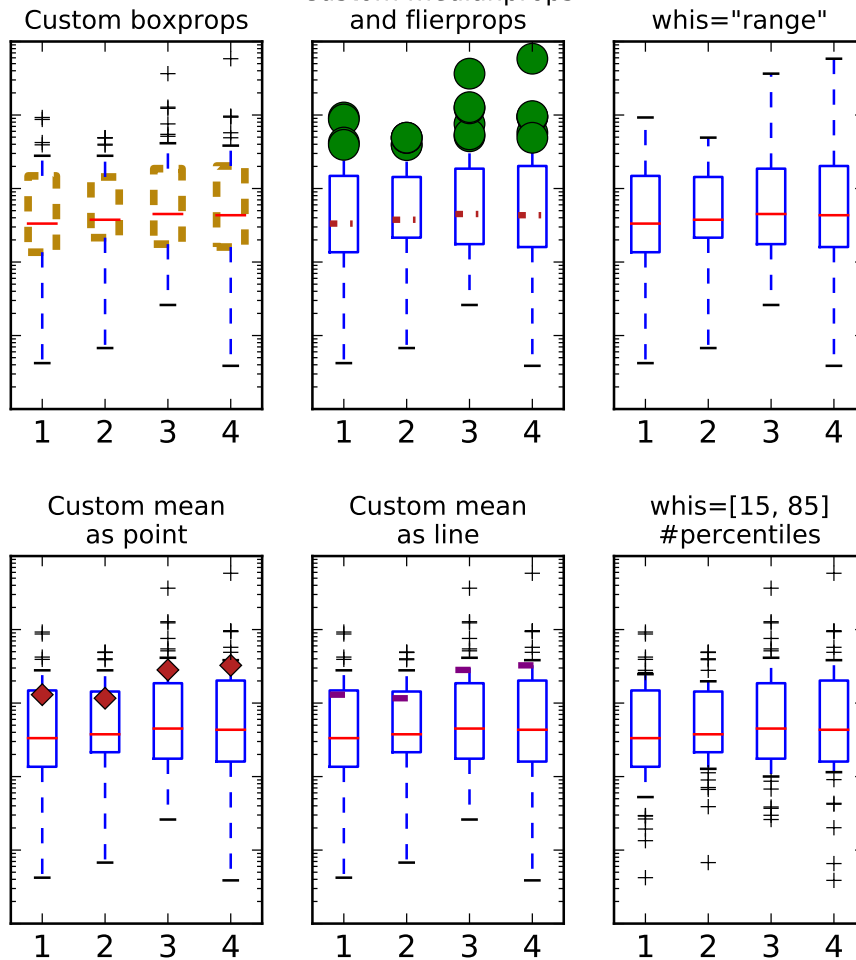 Custom boxprops
and flierprops
whis="range"
1 2 3 4
1 2 3 4
1 2 3 4
Custom mean
as point
Custom mean
as line
whis=[15, 85]
#percentiles
1 2 3 4
1 2 3 4
1 2 3 4